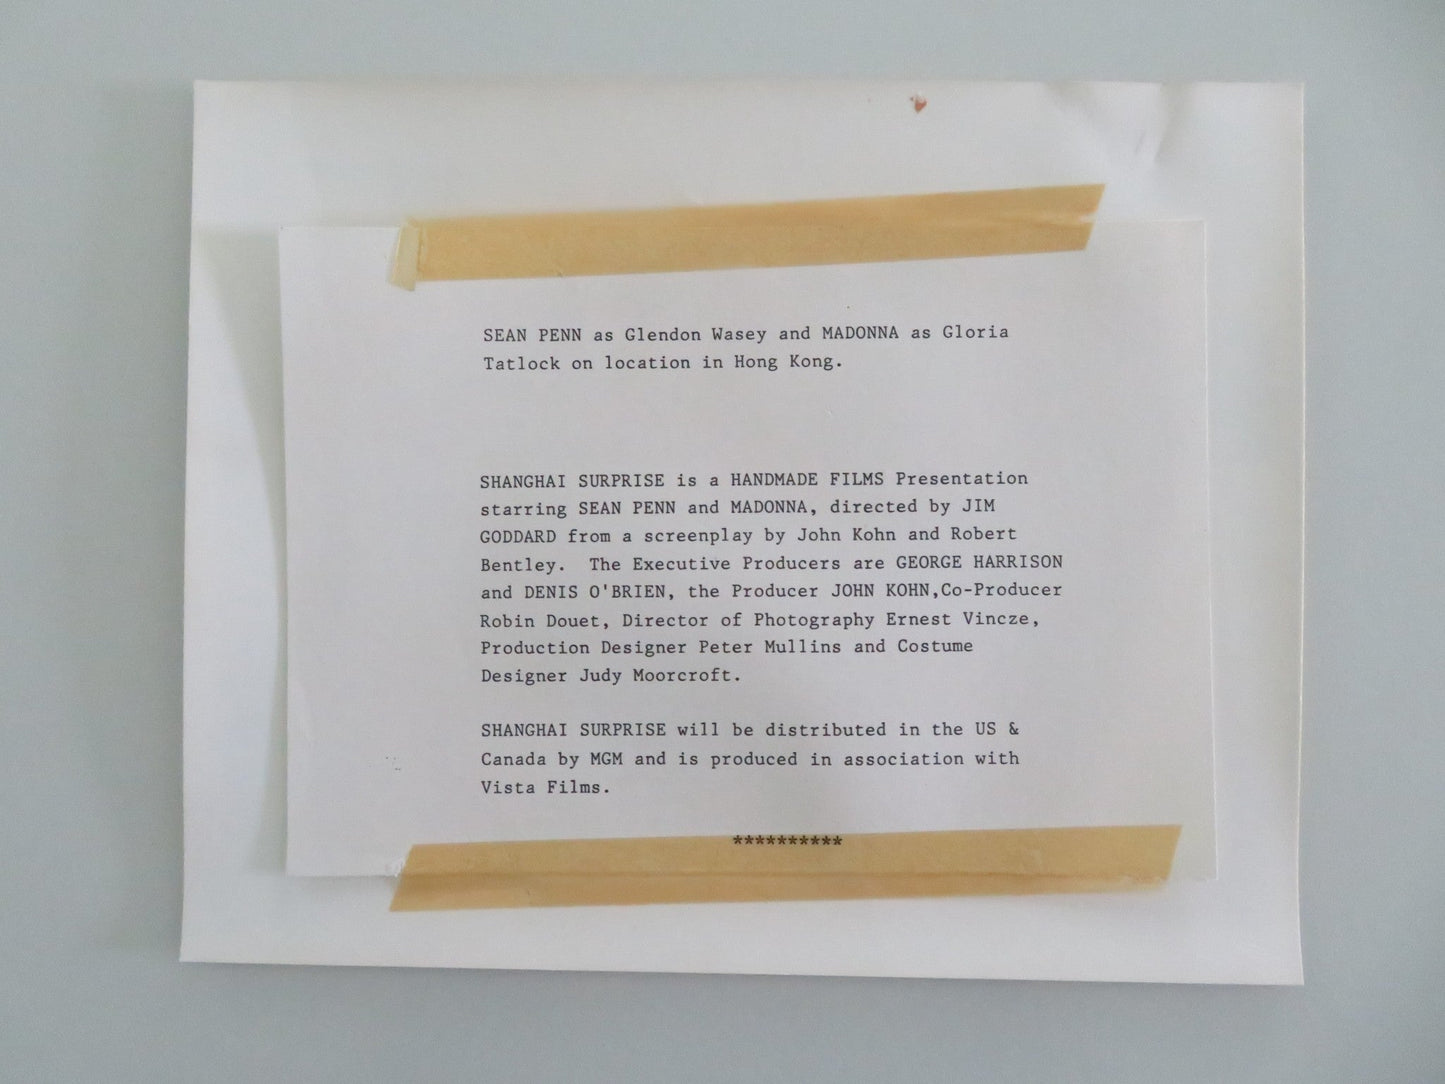 SEAN PENN as Glendon Wasey and MADONNA as Gloria
Tatlock on location in Hong Kong.
SHANGHAI SURPRISE is a HANDMADE FILMS Presentation
starring SEAN PENN and MADONNA, directed by JIM
GODDARD from a screenplay by John Kohn and Robert
Bentley.  The Executive Producers are GEORGE HARRISON
and DENIS O'BRIEN, the Producer JOHN KOHN,Co-Producer
Robin Douet, Director of Photography Ernest Vincze,
Production Designer Peter Mullins and Costume
Designer Judy Moorcroft.
SHANGHAI SURPRISE will be distributed in the US &
Canada by MGM and is produced in association with
Vista Films.
**********